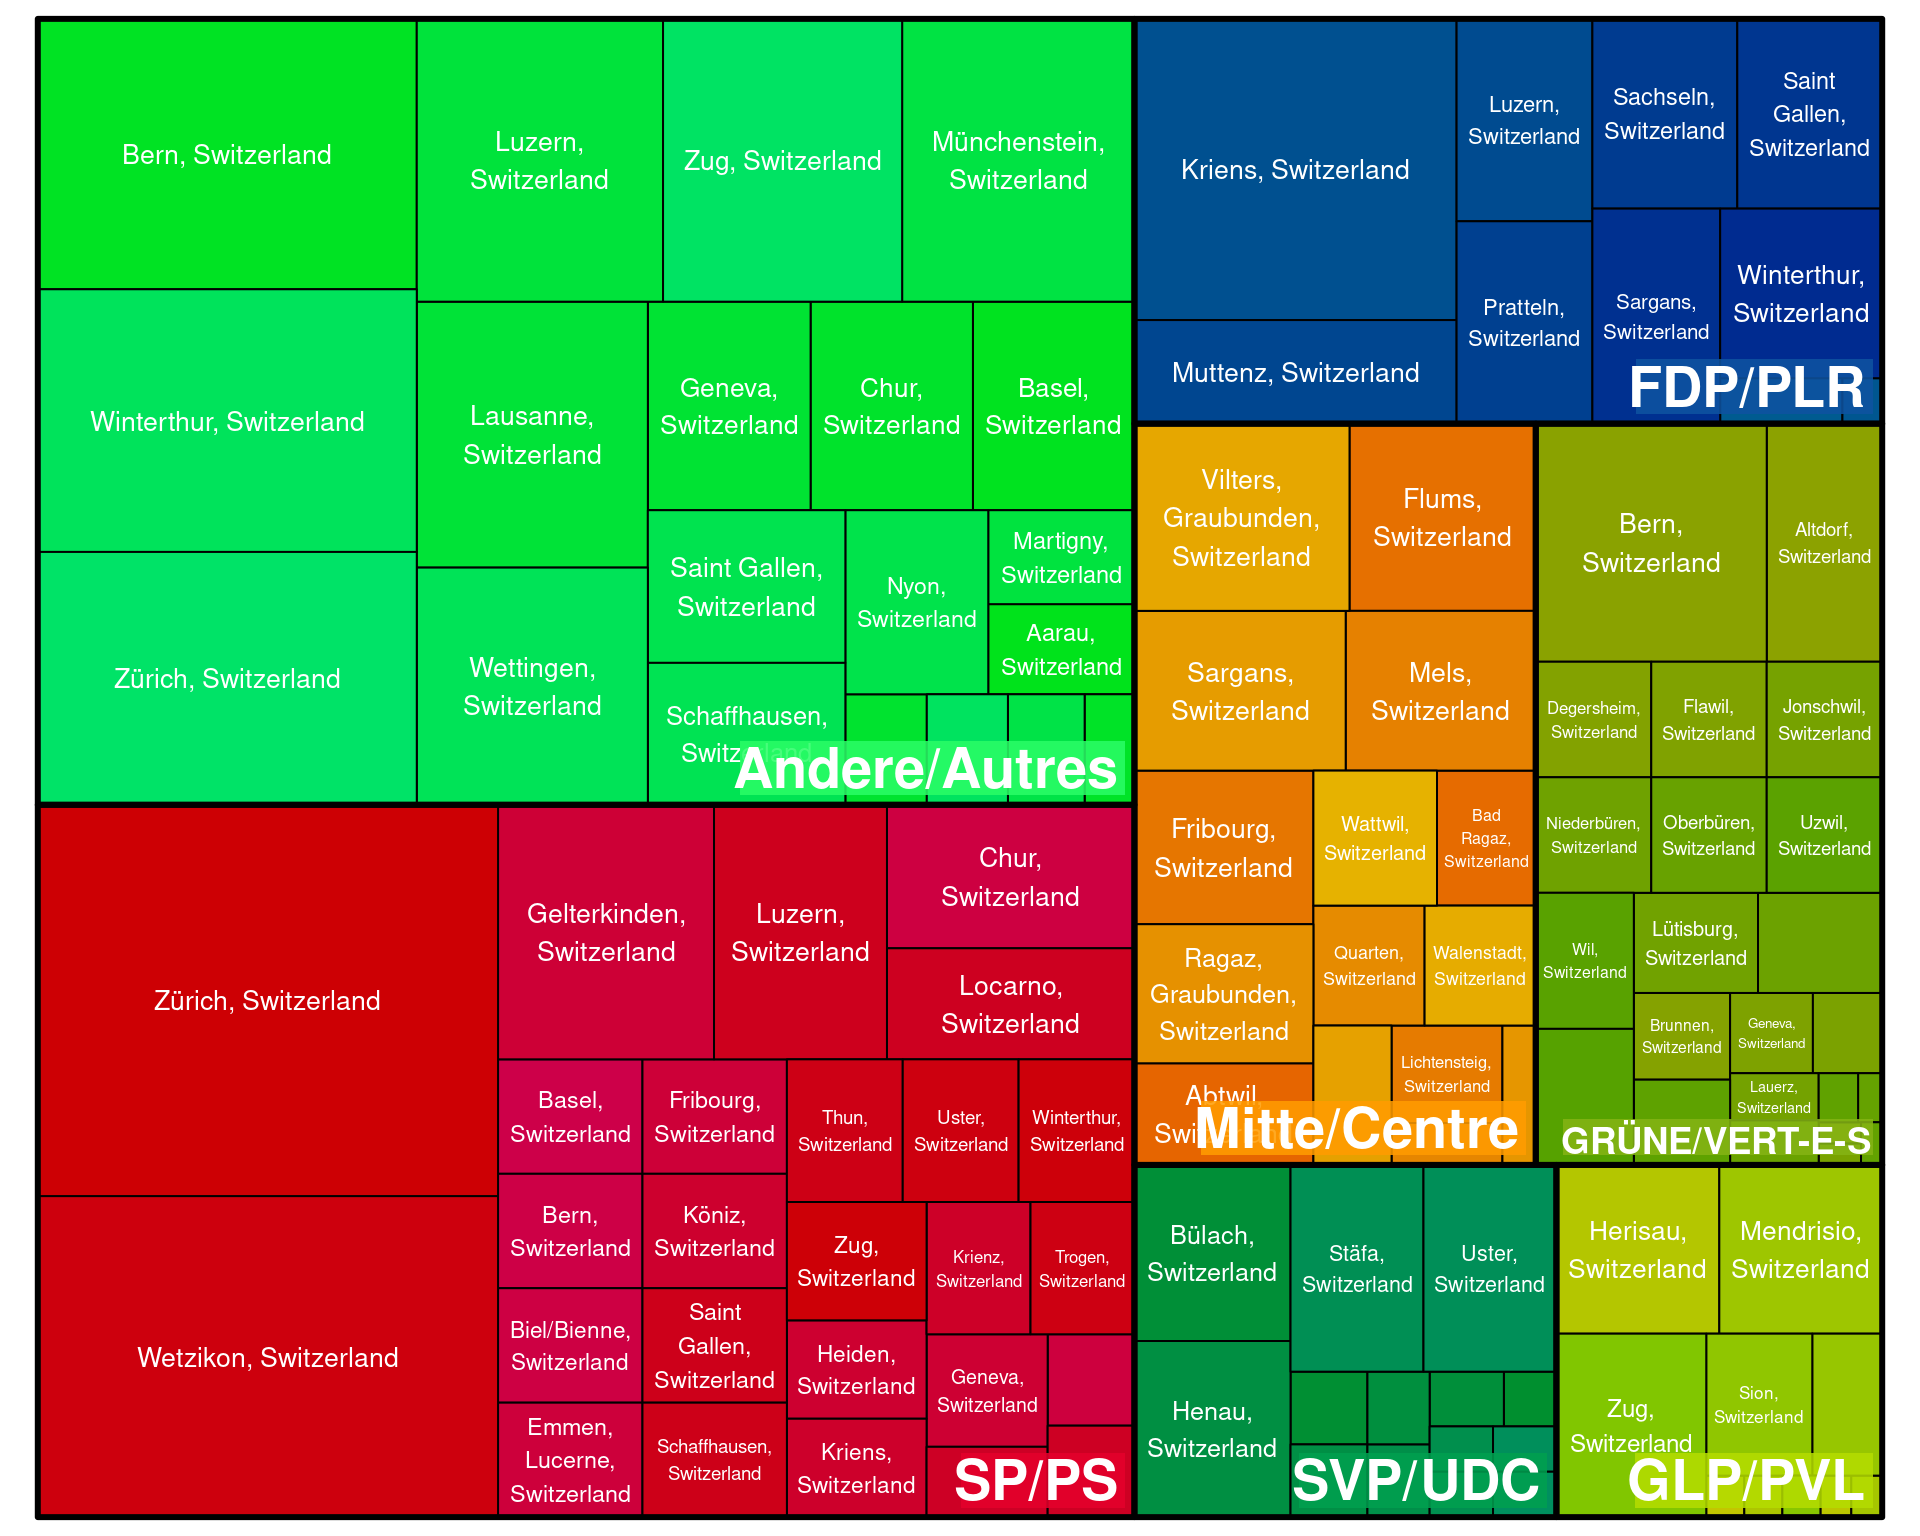 Bern, Switzerland
Luzern,
Switzerland
Zug, Switzerland
Münchenstein,
Switzerland
Winterthur, Switzerland
Lausanne,
Switzerland
Geneva,
Switzerland
Chur,
Switzerland
Basel,
Switzerland
Zürich, Switzerland
Wettingen,
Switzerland
Saint Gallen,
Switzerland
Nyon,
Switzerland
Martigny,
Switzerland
Aarau,
Switzerland
Schaffhausen,
Switzerland
Andere/Autres
Kriens, Switzerland
Luzern,
Switzerland
Sachseln,
Switzerland
Saint
Gallen,
Switzerland
Muttenz, Switzerland
Pratteln,
Switzerland
Sargans,
Switzerland
Winterthur,
Switzerland
FDP/PLR
Vilters,
Graubunden,
Switzerland
Flums,
Switzerland
Sargans,
Switzerland
Mels,
Switzerland
Fribourg,
Switzerland
Wattwil,
Switzerland
Bad
Ragaz,
Switzerland
Ragaz,
Graubunden,
Switzerland
Quarten,
Switzerland
Walenstadt,
Switzerland
Abtwil,
Switzerland
Lichtensteig,
Switzerland
Mitte/Centre
Bern,
Switzerland
Altdorf,
Switzerland
Degersheim,
Switzerland
Flawil,
Switzerland
Jonschwil,
Switzerland
Niederbüren,
Switzerland
Oberbüren,
Switzerland
Uzwil,
Switzerland
Wil,
Switzerland
Lütisburg,
Switzerland
Brunnen,
Switzerland
Geneva,
Switzerland
Lauerz,
Switzerland
GRÜNE/VERT-E-S
Zürich, Switzerland
Wetzikon, Switzerland
Gelterkinden,
Switzerland
Luzern,
Switzerland
Chur,
Switzerland
Locarno,
Switzerland
Basel,
Switzerland
Fribourg,
Switzerland
Thun,
Switzerland
Uster,
Switzerland
Winterthur,
Switzerland
Bern,
Switzerland
Köniz,
Switzerland
Zug,
Switzerland
Krienz,
Switzerland
Trogen,
Switzerland
Biel/Bienne,
Switzerland
Saint
Gallen,
Switzerland
Heiden,
Switzerland
Geneva,
Switzerland
Emmen,
Lucerne,
Switzerland
Schaffhausen,
Switzerland
Kriens,
Switzerland
SP/PS
Bülach,
Switzerland
Stäfa,
Switzerland
Uster,
Switzerland
Henau,
Switzerland
SVP/UDC
Herisau,
Switzerland
Mendrisio,
Switzerland
Zug,
Switzerland
Sion,
Switzerland
GLP/PVL